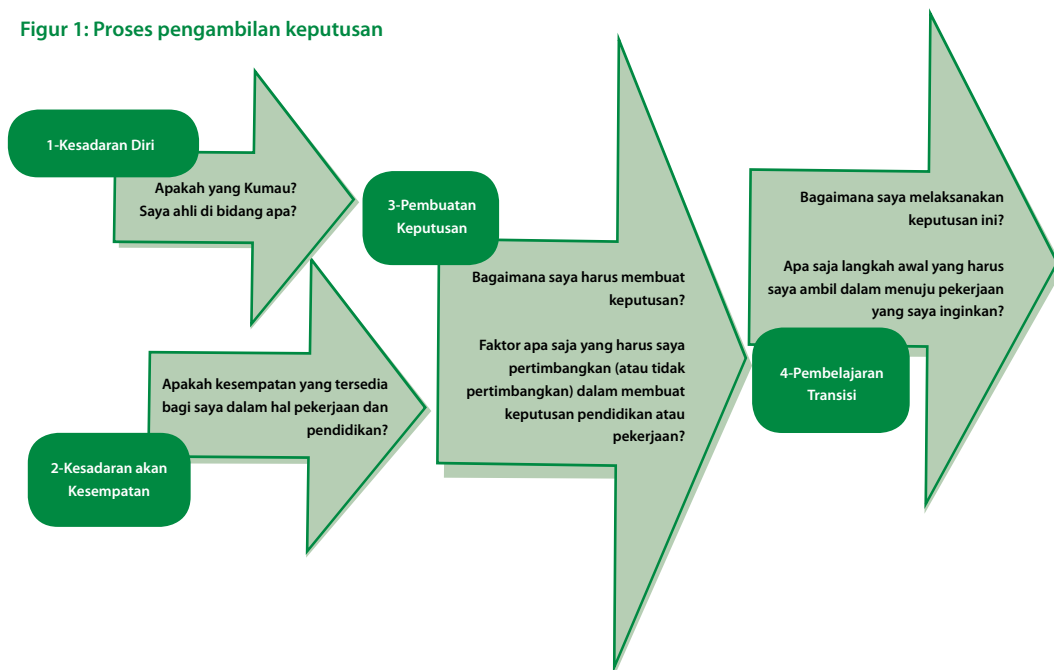 Figur 1: Proses pengambilan keputusan
1-Kesadaran Diri
Apakah yang Kumau?
Saya ahli di bidang apa?
2-Kesadaran akan
Kesempatan
Apakah kesempatan yang tersedia
bagi saya dalam hal pekerjaan dan
pendidikan?
3-Pembuatan
Keputusan
Bagaimana saya harus membuat
keputusan?
Faktor apa saja yang harus saya
pertimbangkan (atau tidak
pertimbangkan) dalam membuat
keputusan pendidikan atau
pekerjaan?
Bagaimana saya melaksanakan
keputusan ini?
Apa saja langkah awal yang harus
saya ambil dalam menuju pekerjaan
yang saya inginkan?
4-Pembelajaran
Transisi